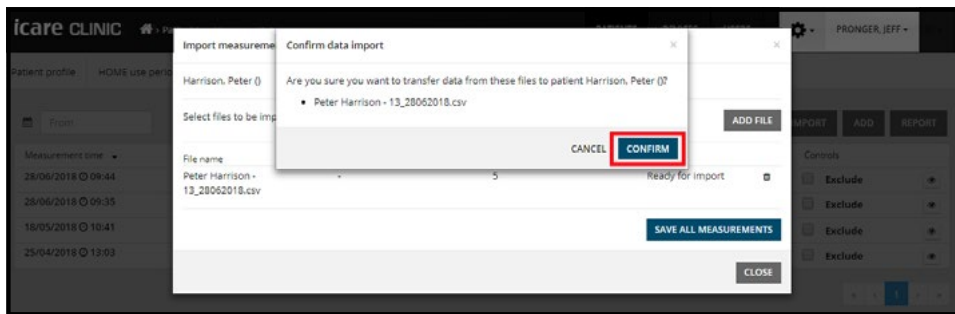 icare CLINIC
PRONGER, JEFF
Import measureme
Confirm data import
×
×
Patient profile
HOME use perio
Harrison, Peter ()
Are you sure you want to transfer data from these files to patient Harrison, Peter ()?
• Peter Harrison - 13_28062018.csv
From
Select files to be imp
ADD FILE
IMPORT
ADD
REPORT
CANCEL
CONFIRM
Measurement time
File name
Controls
28/06/2018 09:44
Peter Harrison -
13_28062018.csv
-
5
Ready for import
Exclude
28/06/2018 09:35
Exclude
18/05/2018 10:41
SAVE ALL MEASUREMENTS
Exclude
25/04/2018 13:03
Exclude
CLOSE
1